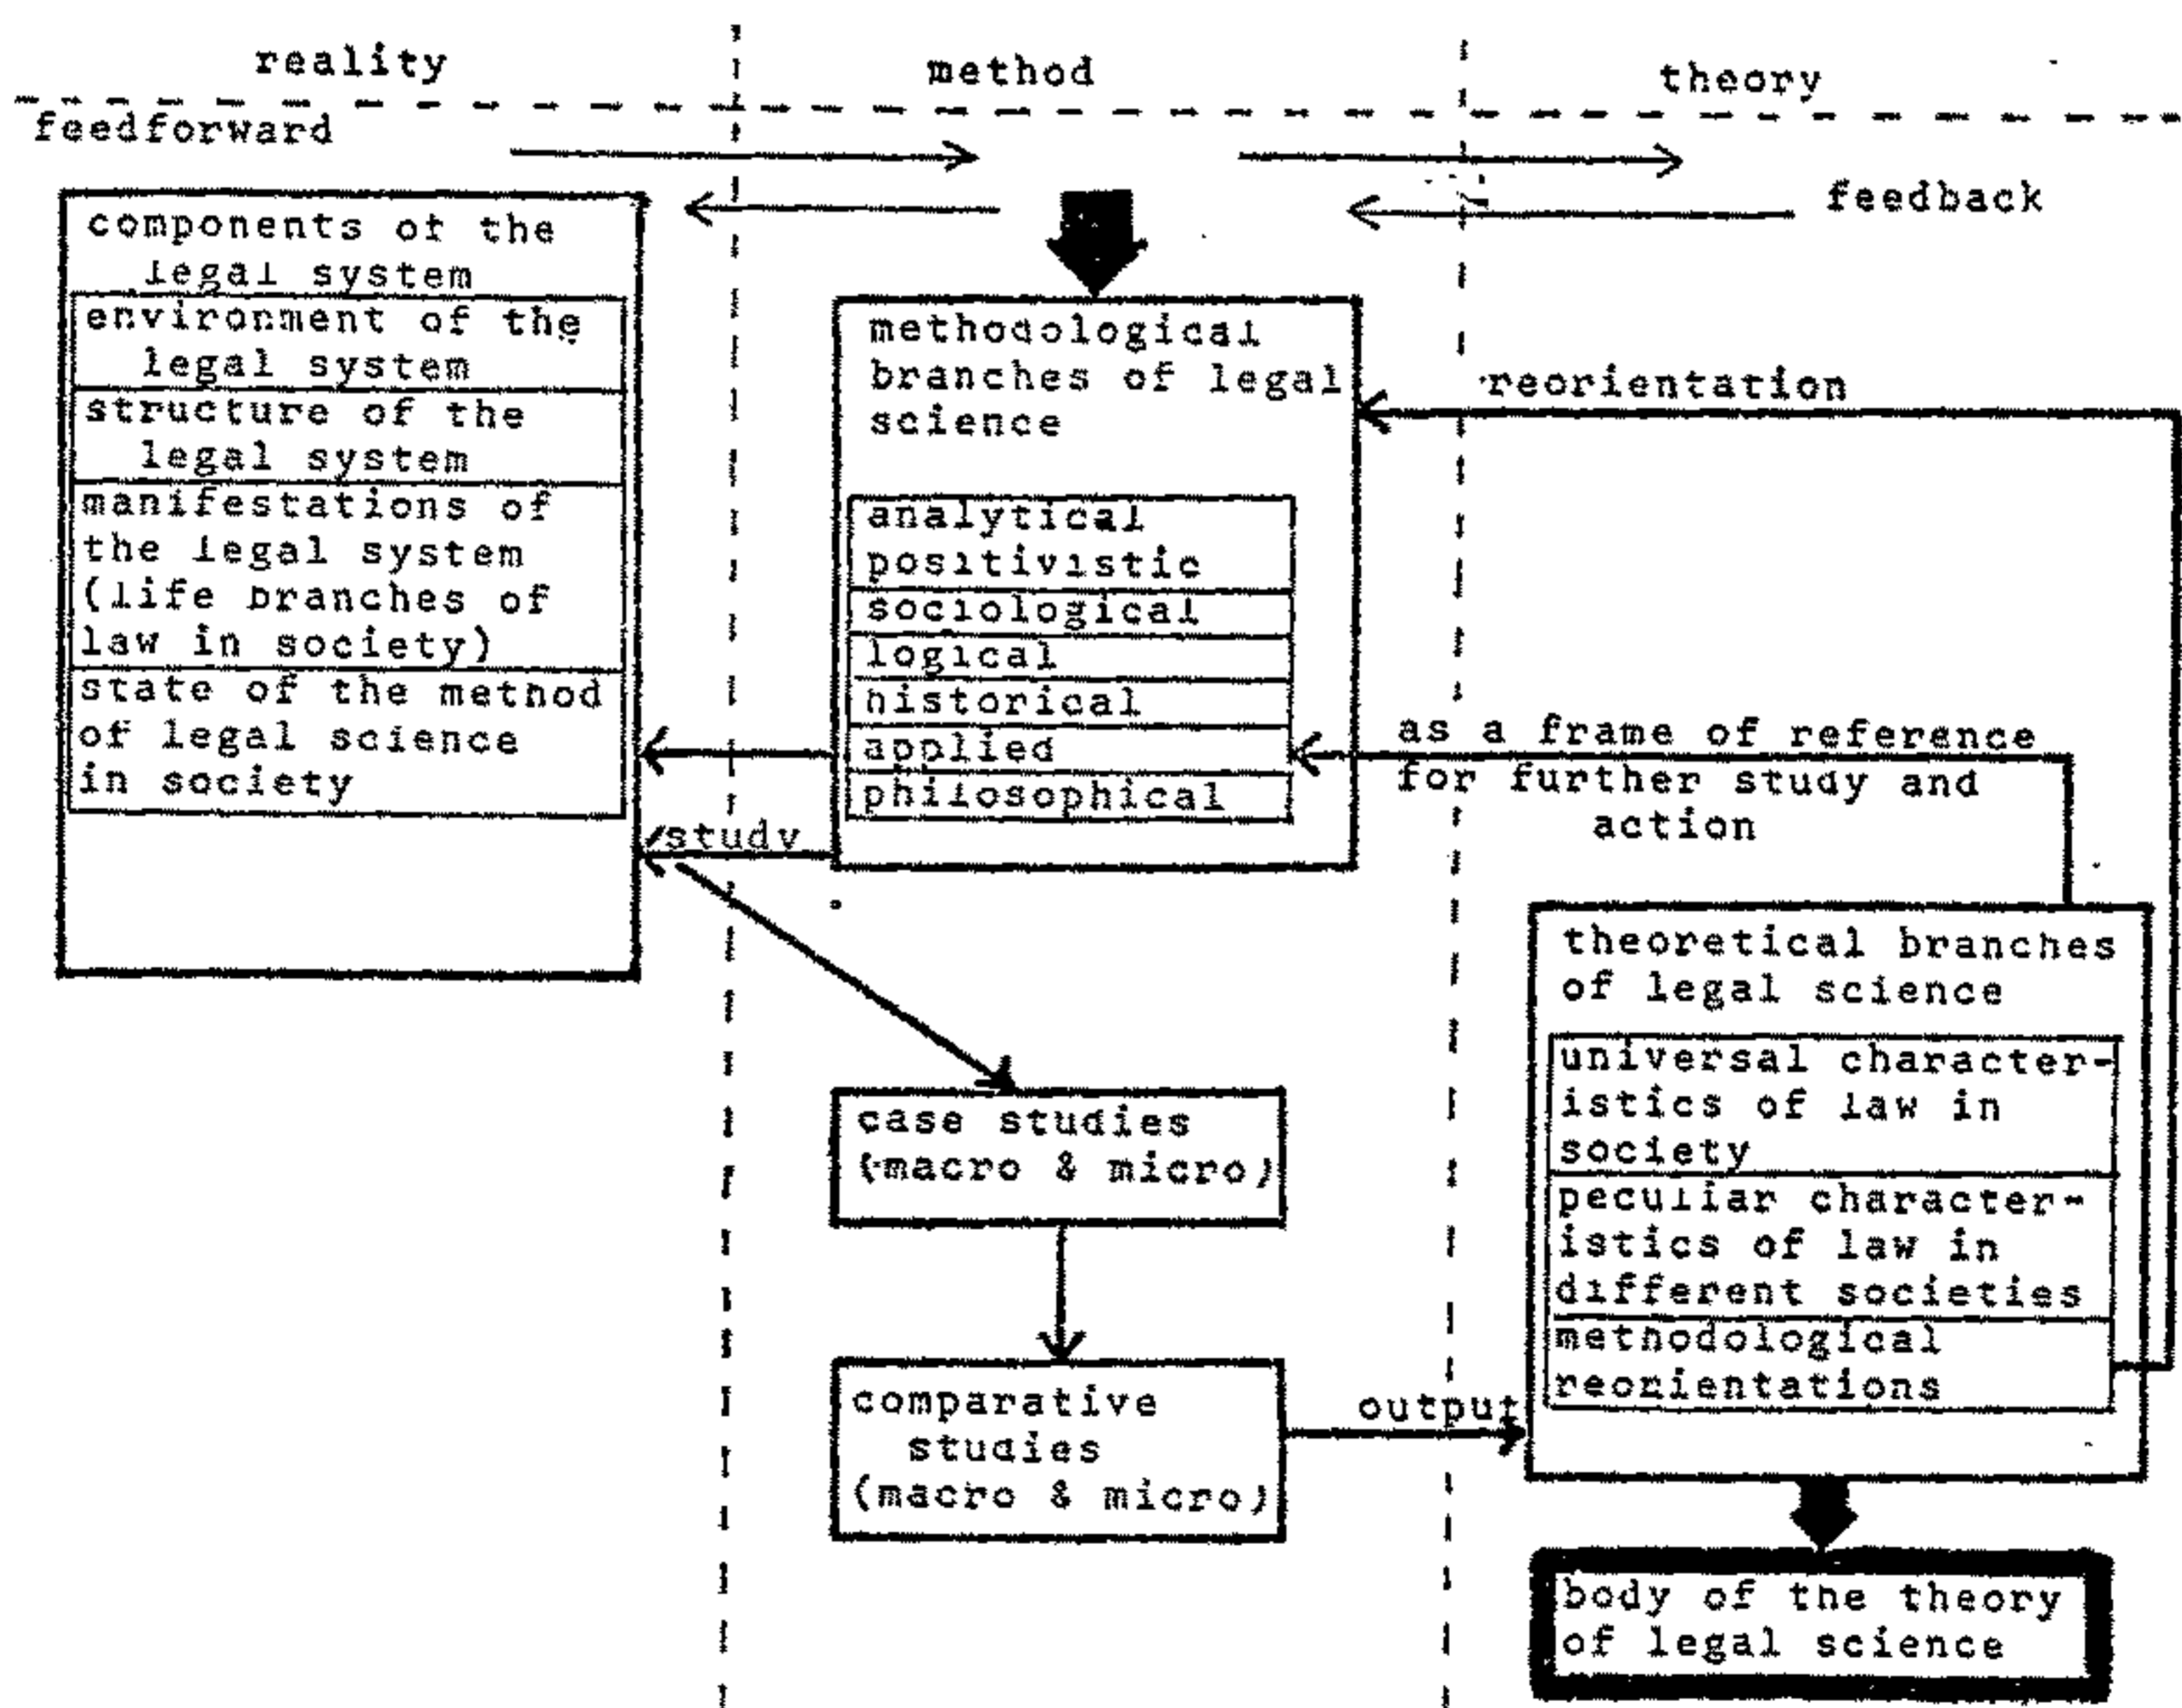 reality
method
theory
feedforward
feedback
components of the
legal system
environment of the
legal system
structure of the
legal system
manifestations of
the legal system
(life branches of
law in society)
state of the method
of legal science
in society
methodological
branches of legal
science
analytical
positivistic
sociological
logical
historical
applied
philosophical
study
reorientation
as a frame of reference
for further study and
action
case studies
(macro & micro)
comparative
studies
(macro & micro)
output
theoretical branches
of legal science
universal character-
istics of law in
society
peculiar character-
istics of law in
different societies
methodological
reorientations
body of the theory
of legal science